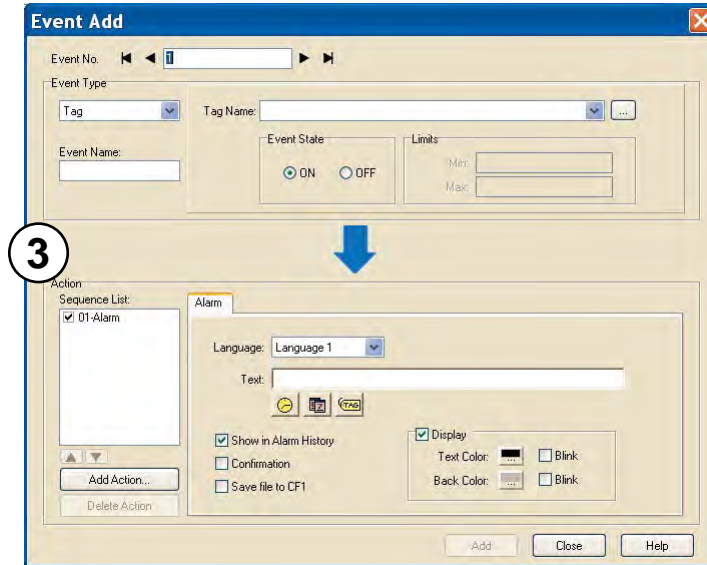 Event Add
Event No. 1
Event Type
Tag
Tag Name:
...
Event Name:
Event State
ON OFF
Limits
Min:
Max:
3
Action
Sequence List:
01-Alarm
Alarm
Language: Language 1
Text:
TAG
Show in Alarm History
Confirmation
Save file to CF1
Display
Text Color: ... Blink
Back Color: ... Blink
Add Action...
Delete Action
Add Close Help